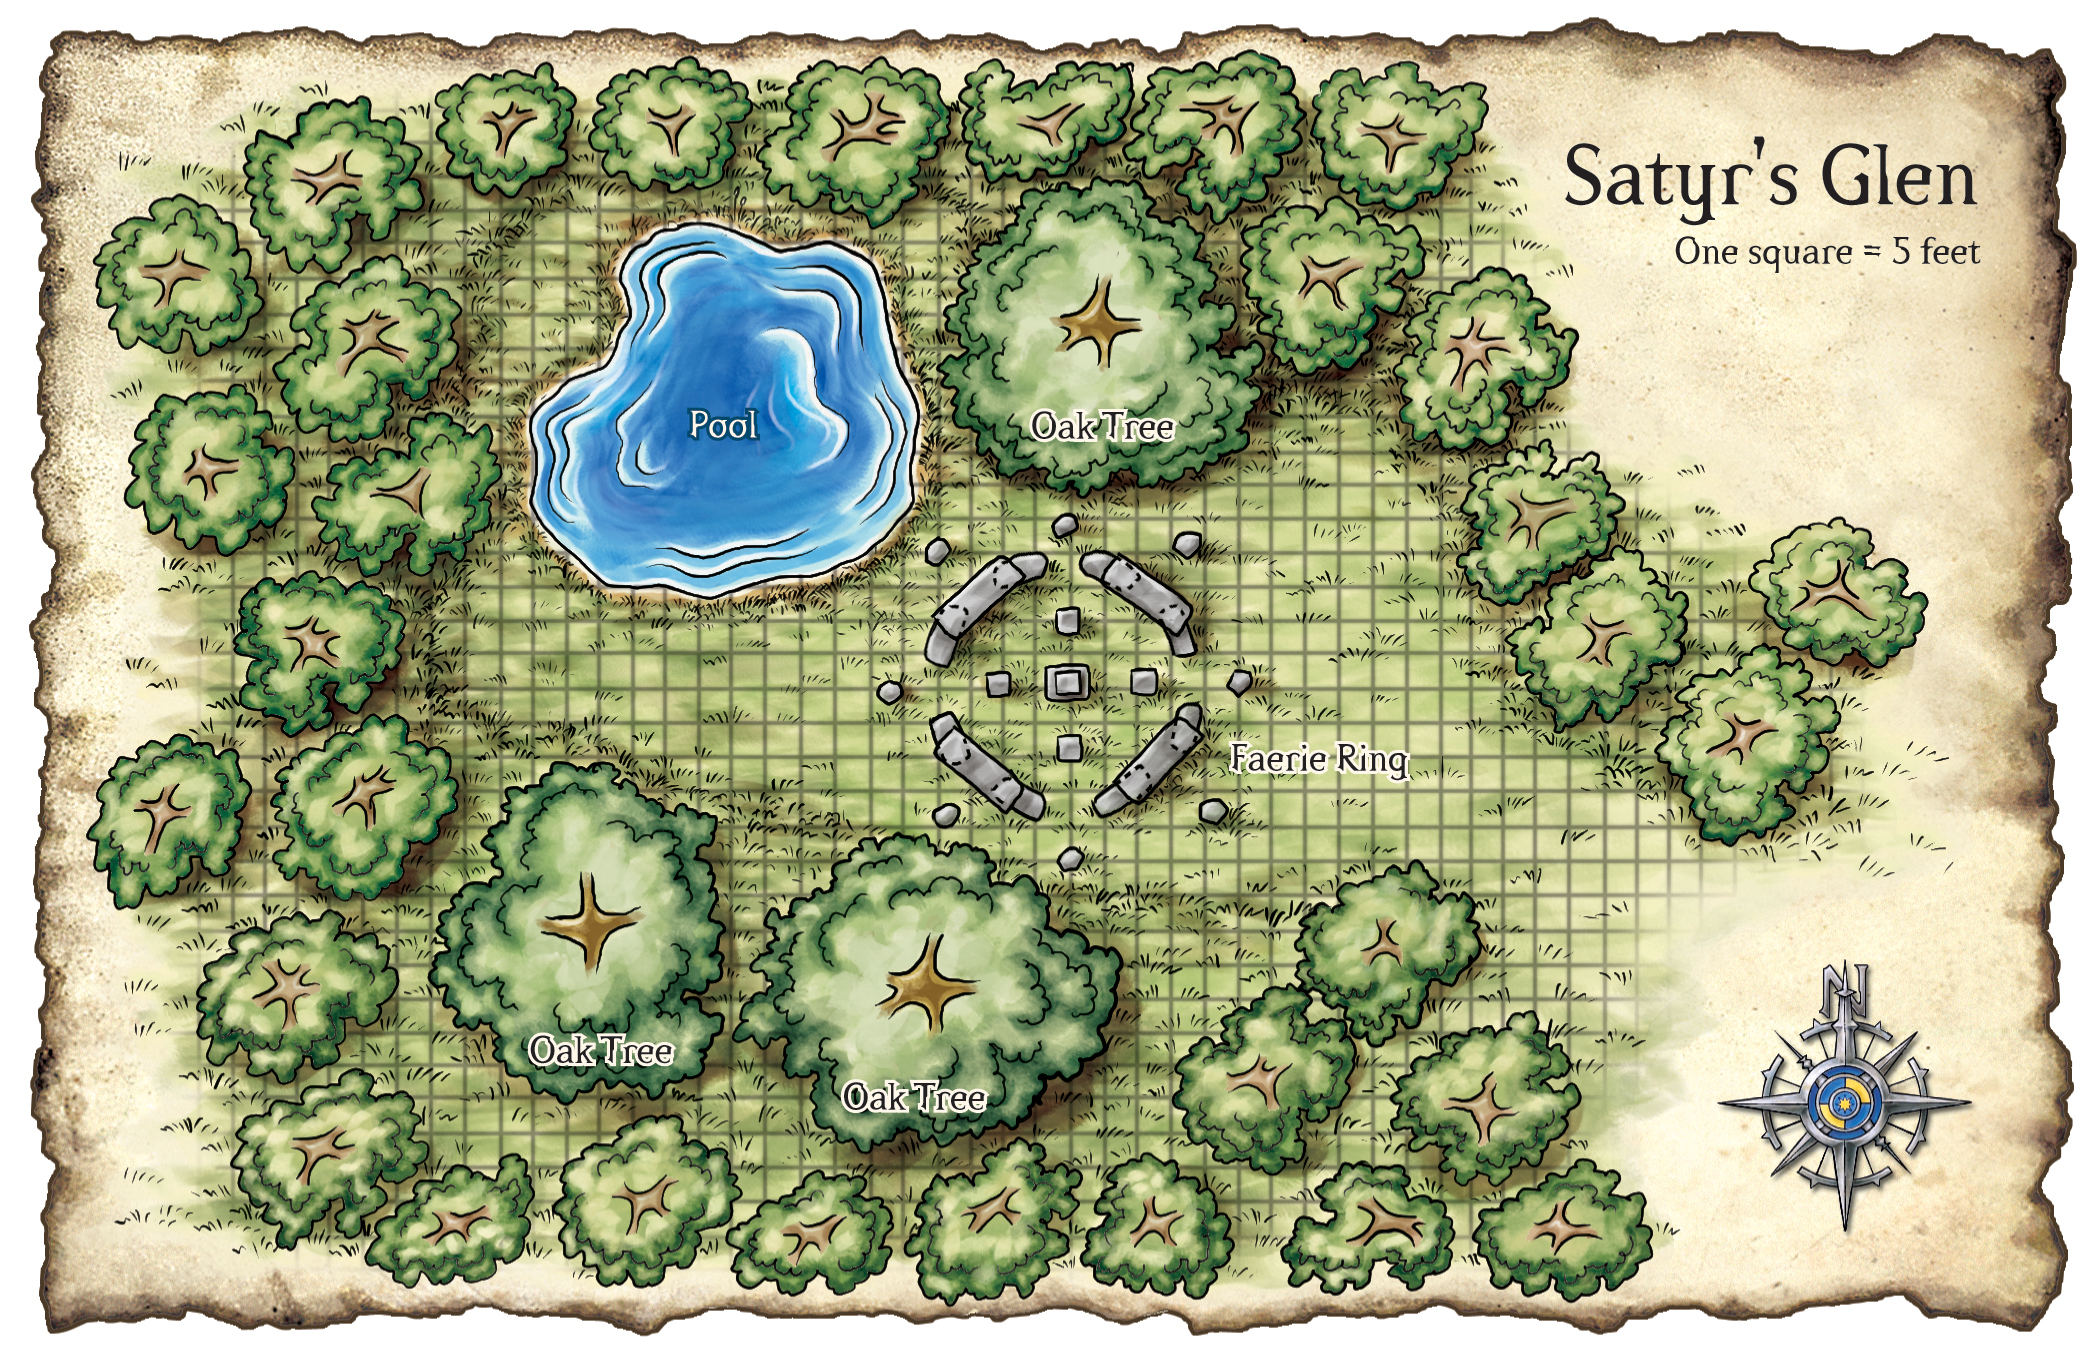 Satyr's Glen
One square = 5 feet
Pool
Oak Tree
Faerie Ring
Oak Tree
Oak Tree
N